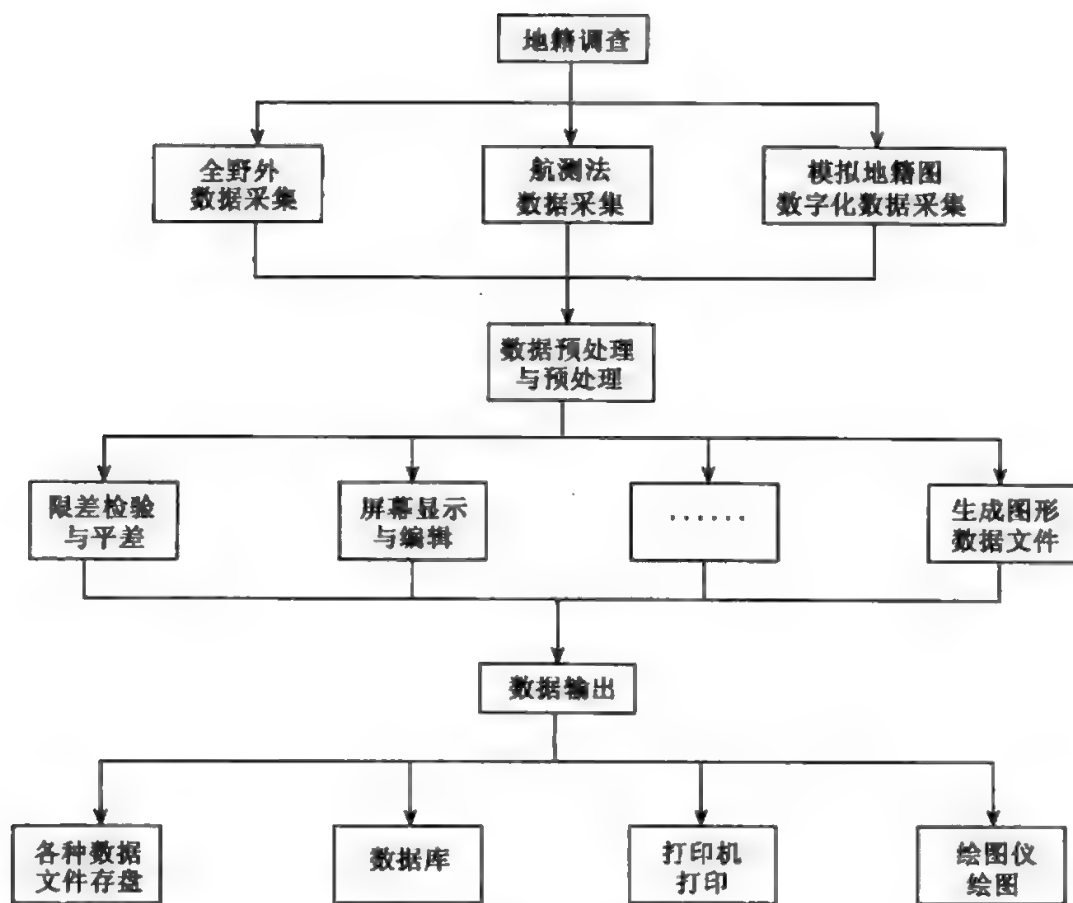 地籍调查
全野外
数据采集
航测法
数据采集
模拟地籍图
数字化数据采集
数据预处理
与预处理
限差检验
与平差
屏幕显示
与编辑
······
生成图形
数据文件
数据输出
各种数据
文件存盘
数据库
打印机
打印
绘图仪
绘图